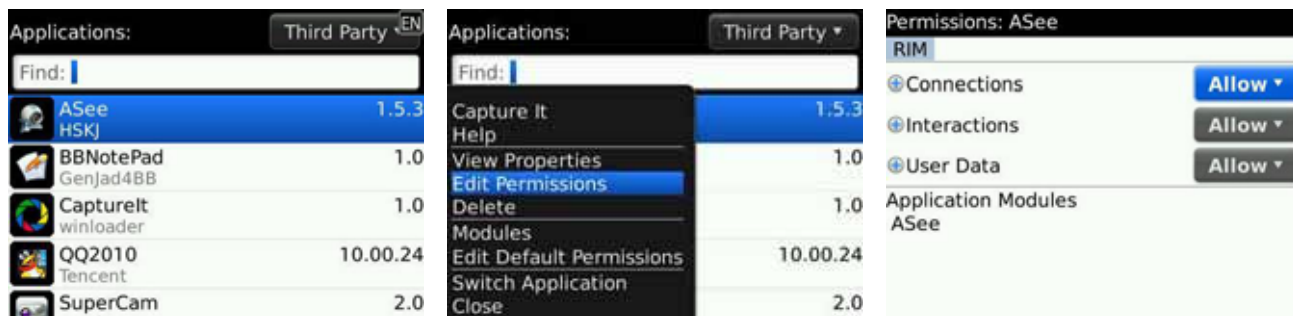 Applications:
Third Party
EN
Find:
ASee
1.5.3
HSKJ
BBNotePad
1.0
GenJad4BB
CaptureIt
1.0
winloader
QQ2010
10.00.24
Tencent
SuperCam
2.0
Applications:
Third Party
Find:
Capture It
1.5.3
Help
View Properties
1.0
Edit Permissions
Delete
1.0
Modules
Edit Default Permissions
10.00.24
Switch Application
Close
2.0
Permissions: ASee
RIM
Connections
Allow
Interactions
Allow
User Data
Allow
Application Modules
ASee